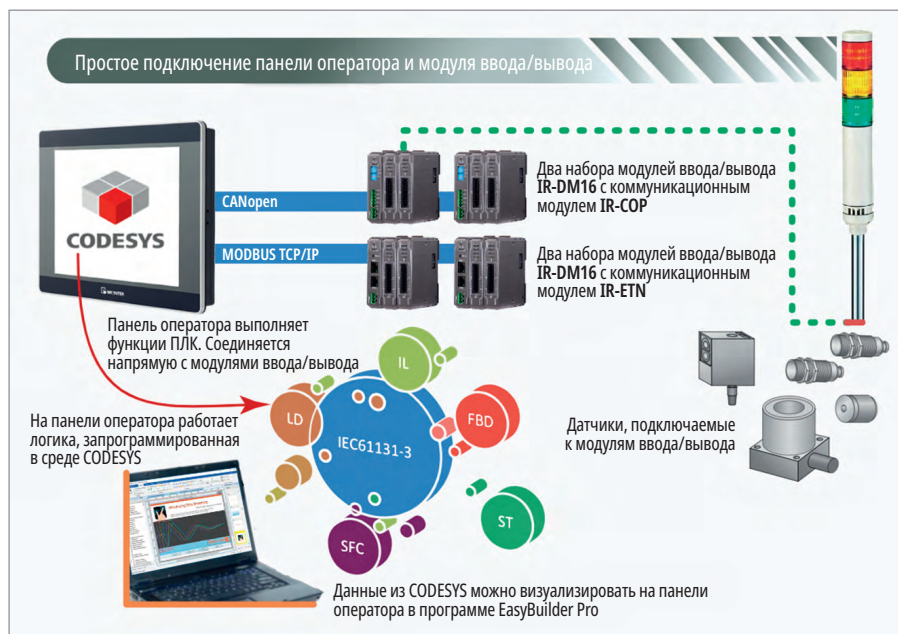 Простое подключение панели оператора и модуля ввода/вывода
CODESYS
CANopen
MODBUS TCP/IP
Два набора модулей ввода/вывода
IR-DM16 с коммуникационным
модулем IR-COP
Два набора модулей ввода/вывода
IR-DM16 с коммуникационным
модулем IR-ETN
Панель оператора выполняет
функции ПЛК. Соединяется
напрямую с модулями ввода/вывода
На панели оператора работает
логика, запрограммированная
в среде CODESYS
IL
LD
FBD
IEC61131-3
ST
SFC
Датчики, подключаемые
к модулям ввода/вывода
Данные из CODESYS можно визуализировать на панели
оператора в программе EasyBuilder Pro